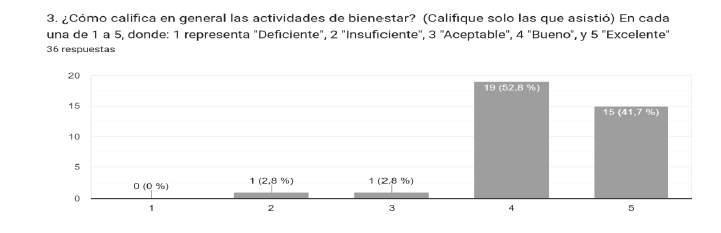 3. ¿Cómo califica en general las actividades de bienestar? (Califique solo las que asistió) En cada
una de 1 a 5, donde: 1 representa "Deficiente", 2 "Insuficiente", 3 "Aceptable", 4 "Bueno", y 5 "Excelente"
36 respuestas
20
15
10
5
0
0 (0 %)
1 (2,8 %)
1 (2,8 %)
19 (52,8 %)
15 (41,7 %)
1
2
3
4
5